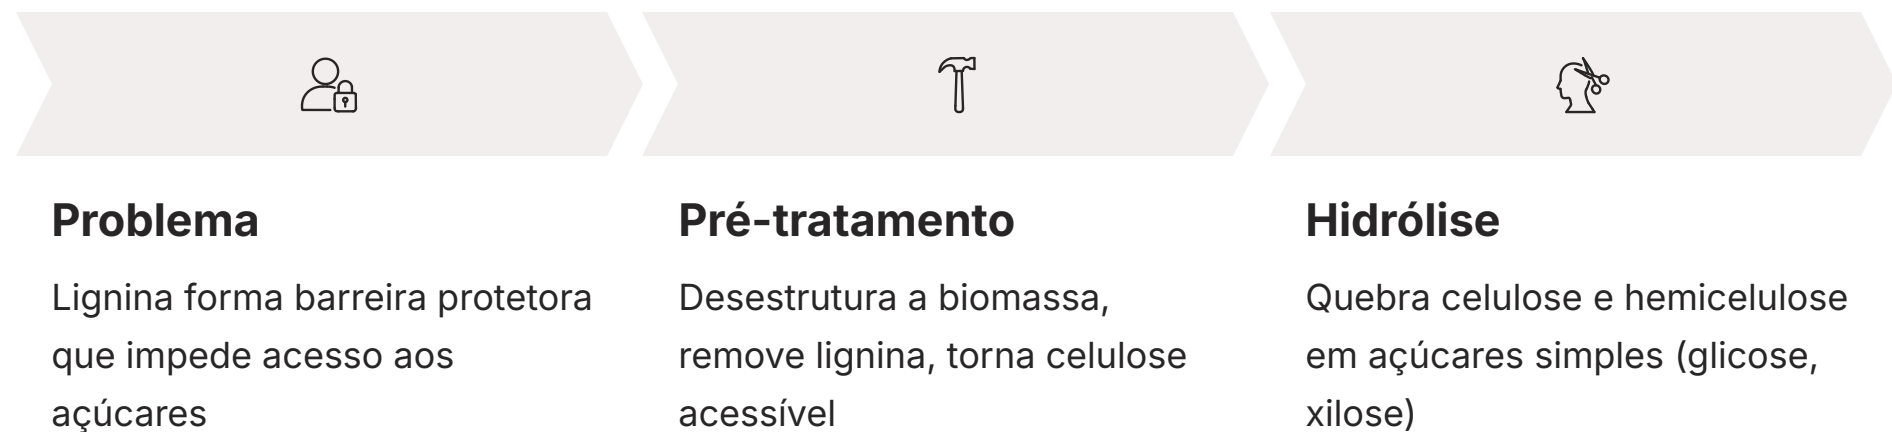 Problema
Lignina forma barreira protetora
que impede acesso aos
açúcares
Pré-tratamento
Desestrutura a biomassa,
remove lignina, torna celulose
acessível
Hidrólise
Quebra celulose e hemicelulose
em açúcares simples (glicose,
xilose)